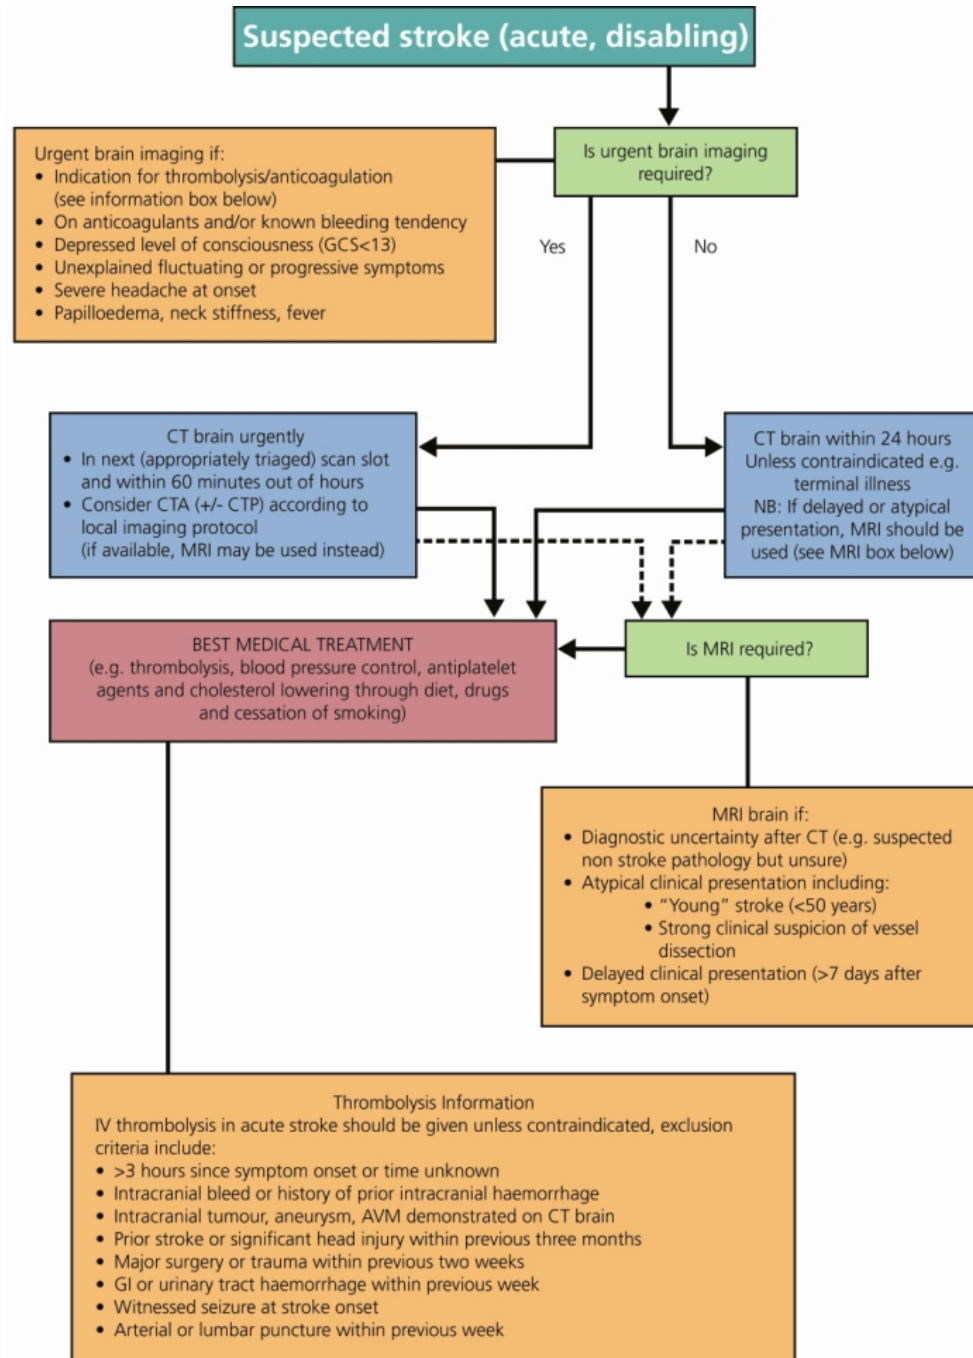 Suspected stroke (acute, disabling)
Is urgent brain imaging
required?
Urgent brain imaging if:
• Indication for thrombolysis/anticoagulation
(see information box below)
• On anticoagulants and/or known bleeding tendency
• Depressed level of consciousness (GCS<13)
• Unexplained fluctuating or progressive symptoms
• Severe headache at onset
• Papilloedema, neck stiffness, fever
Yes
No
CT brain urgently
• In next (appropriately triaged) scan slot
and within 60 minutes out of hours
• Consider CTA (+/- CTP) according to
local imaging protocol
(if available, MRI may be used instead)
CT brain within 24 hours
Unless contraindicated e.g.
terminal illness
NB: If delayed or atypical
presentation, MRI should be
used (see MRI box below)
BEST MEDICAL TREATMENT
(e.g. thrombolysis, blood pressure control, antiplatelet
agents and cholesterol lowering through diet, drugs
and cessation of smoking)
Is MRI required?
MRI brain if:
• Diagnostic uncertainty after CT (e.g. suspected
non stroke pathology but unsure)
• Atypical clinical presentation including:
• “Young” stroke (<50 years)
• Strong clinical suspicion of vessel
dissection
• Delayed clinical presentation (>7 days after
symptom onset)
Thrombolysis Information
IV thrombolysis in acute stroke should be given unless contraindicated, exclusion
criteria include:
• >3 hours since symptom onset or time unknown
• Intracranial bleed or history of prior intracranial haemorrhage
• Intracranial tumour, aneurysm, AVM demonstrated on CT brain
• Prior stroke or significant head injury within previous three months
• Major surgery or trauma within previous two weeks
• GI or urinary tract haemorrhage within previous week
• Witnessed seizure at stroke onset
• Arterial or lumbar puncture within previous week